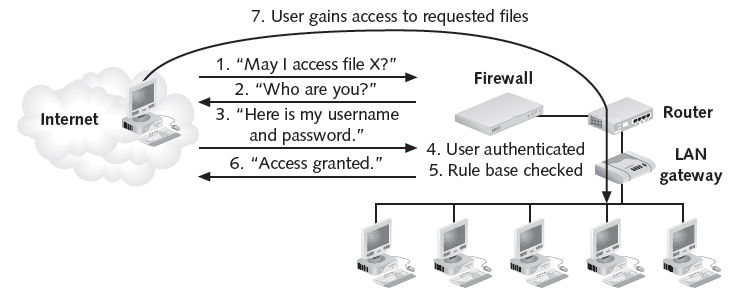 7. User gains access to requested files
1. “May I access file X?”
2. “Who are you?”
3. “Here is my username
and password.”
6. “Access granted.”
Internet
Firewall
4. User authenticated
5. Rule base checked
Router
LAN
gateway